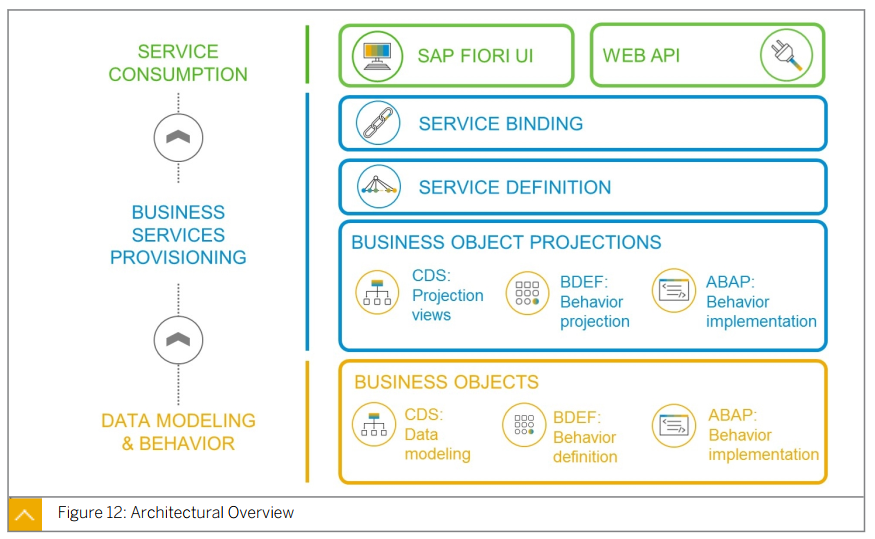 SERVICE
CONSUMPTION
SAP FIORI UI
WEB API
SERVICE BINDING
SERVICE DEFINITION
BUSINESS
SERVICES
PROVISIONING
BUSINESS OBJECT PROJECTIONS
CDS:
Projection
views
BDEF:
Behavior
projection
ABAP:
Behavior
implementation
DATA MODELING
& BEHAVIOR
BUSINESS OBJECTS
CDS:
Data
modeling
BDEF:
Behavior
definition
ABAP:
Behavior
implementation
Figure 12: Architectural Overview